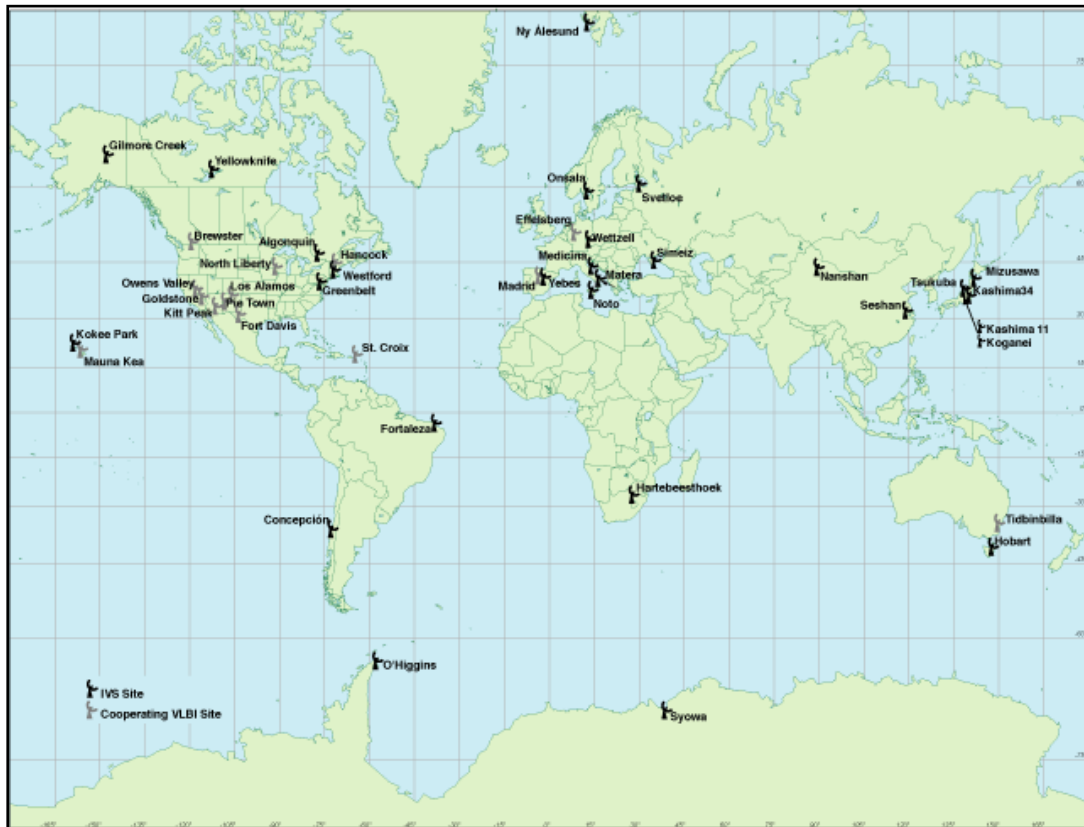 Ny Ålesund
Gilmore Creek
Yellowknife
Onsala
Svetloe
Effelsberg
Brewster
Algonquin
Hancock
Wettzell
Medicina
Simeiz
North Liberty
Westford
Nanshan
Mizusawa
Matera
Tsukuba
Owens Valley
Los Alamos
Greenbelt
Madrid
Yebes
Kashima34
Goldstone
Pie Town
Noto
Seshan
Kitt Peak
Fort Davis
Kashima 11
Kokee Park
Koganei
St. Croix
Mauna Kea
Fortaleza
Hartebeesthoek
Concepción
Tidbinbilla
Hobart
O'Higgins
IVS Site
Cooperating VLBI Site
Syowa